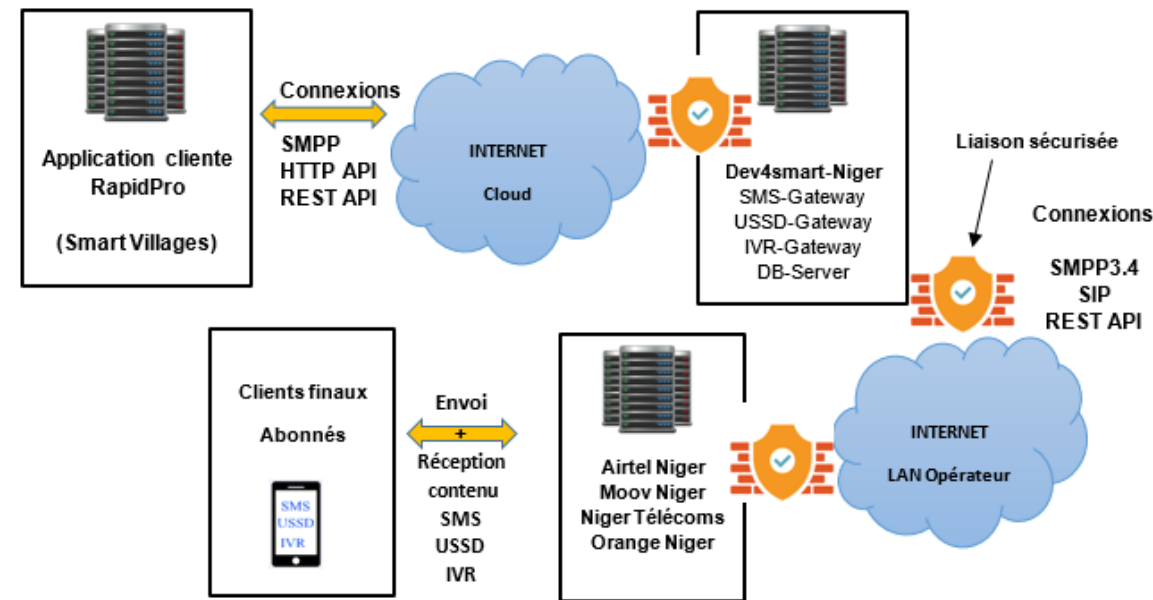 Application cliente
RapidPro
(Smart Villages)
Connexions
SMPP
HTTP API
REST API
INTERNET
Cloud
Dev4smart-Niger
SMS-Gateway
USSD-Gateway
IVR-Gateway
DB-Server
Liaison sécurisée
Connexions
SMPP3.4
SIP
REST API
INTERNET
LAN Opérateur
Airtel Niger
Moov Niger
Niger Télécoms
Orange Niger
Envoi
+
Réception
contenu
SMS
USSD
IVR
Clients finaux
Abonnés
SMS
USSD
IVR